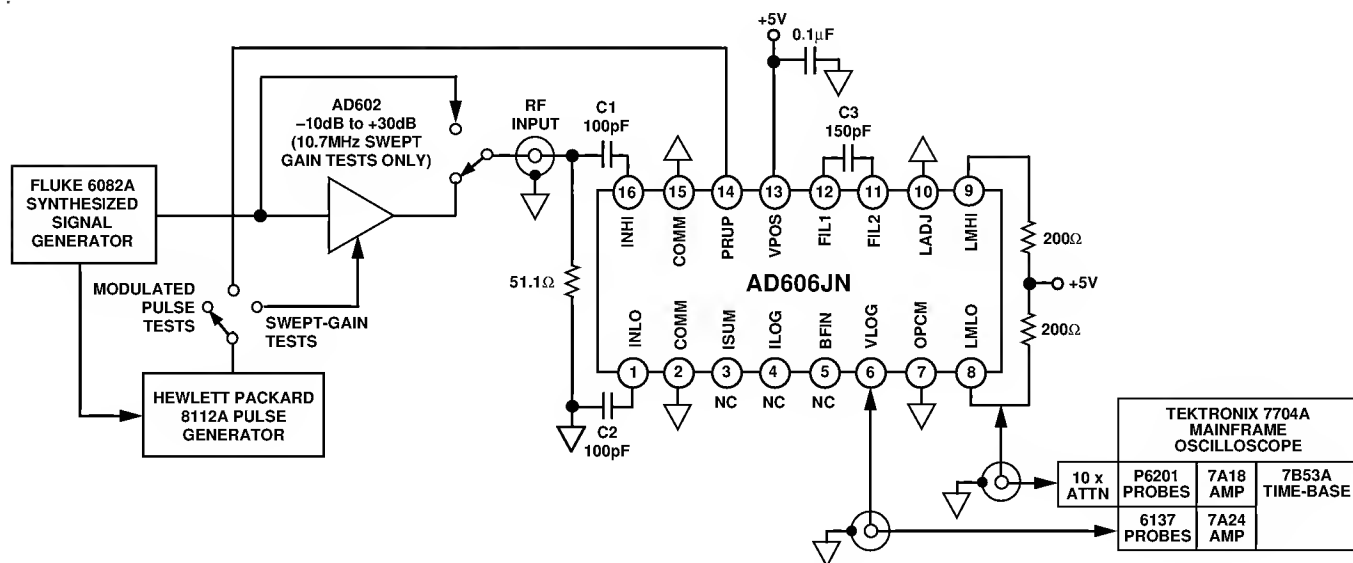 +5V
0.1µF
AD602
–10dB to +30dB
(10.7MHz SWEPT
GAIN TESTS ONLY)
RF
INPUT
C1
100pF
C3
150pF
FLUKE 6082A
SYNTHESIZED
SIGNAL
GENERATOR
16
15
14
13
12
11
10
9
INHI
COMM
PRUP
VPOS
FIL1
FIL2
LADJ
LMHI
200Ω
51.1Ω
AD606JN
+5V
MODULATED
PULSE
TESTS
SWEPT-GAIN
TESTS
200Ω
INLO
COMM
ISUM
ILOG
BFIN
VLOG
OPCM
LMLO
1
2
3
4
5
6
7
8
NC
NC
NC
HEWLETT PACKARD
8112A PULSE
GENERATOR
C2
100pF
TEKTRONIX 7704A
MAINFRAME
OSCILLOSCOPE
10 x
ATTN
P6201
PROBES
7A18
AMP
7B53A
TIME-BASE
6137
PROBES
7A24
AMP